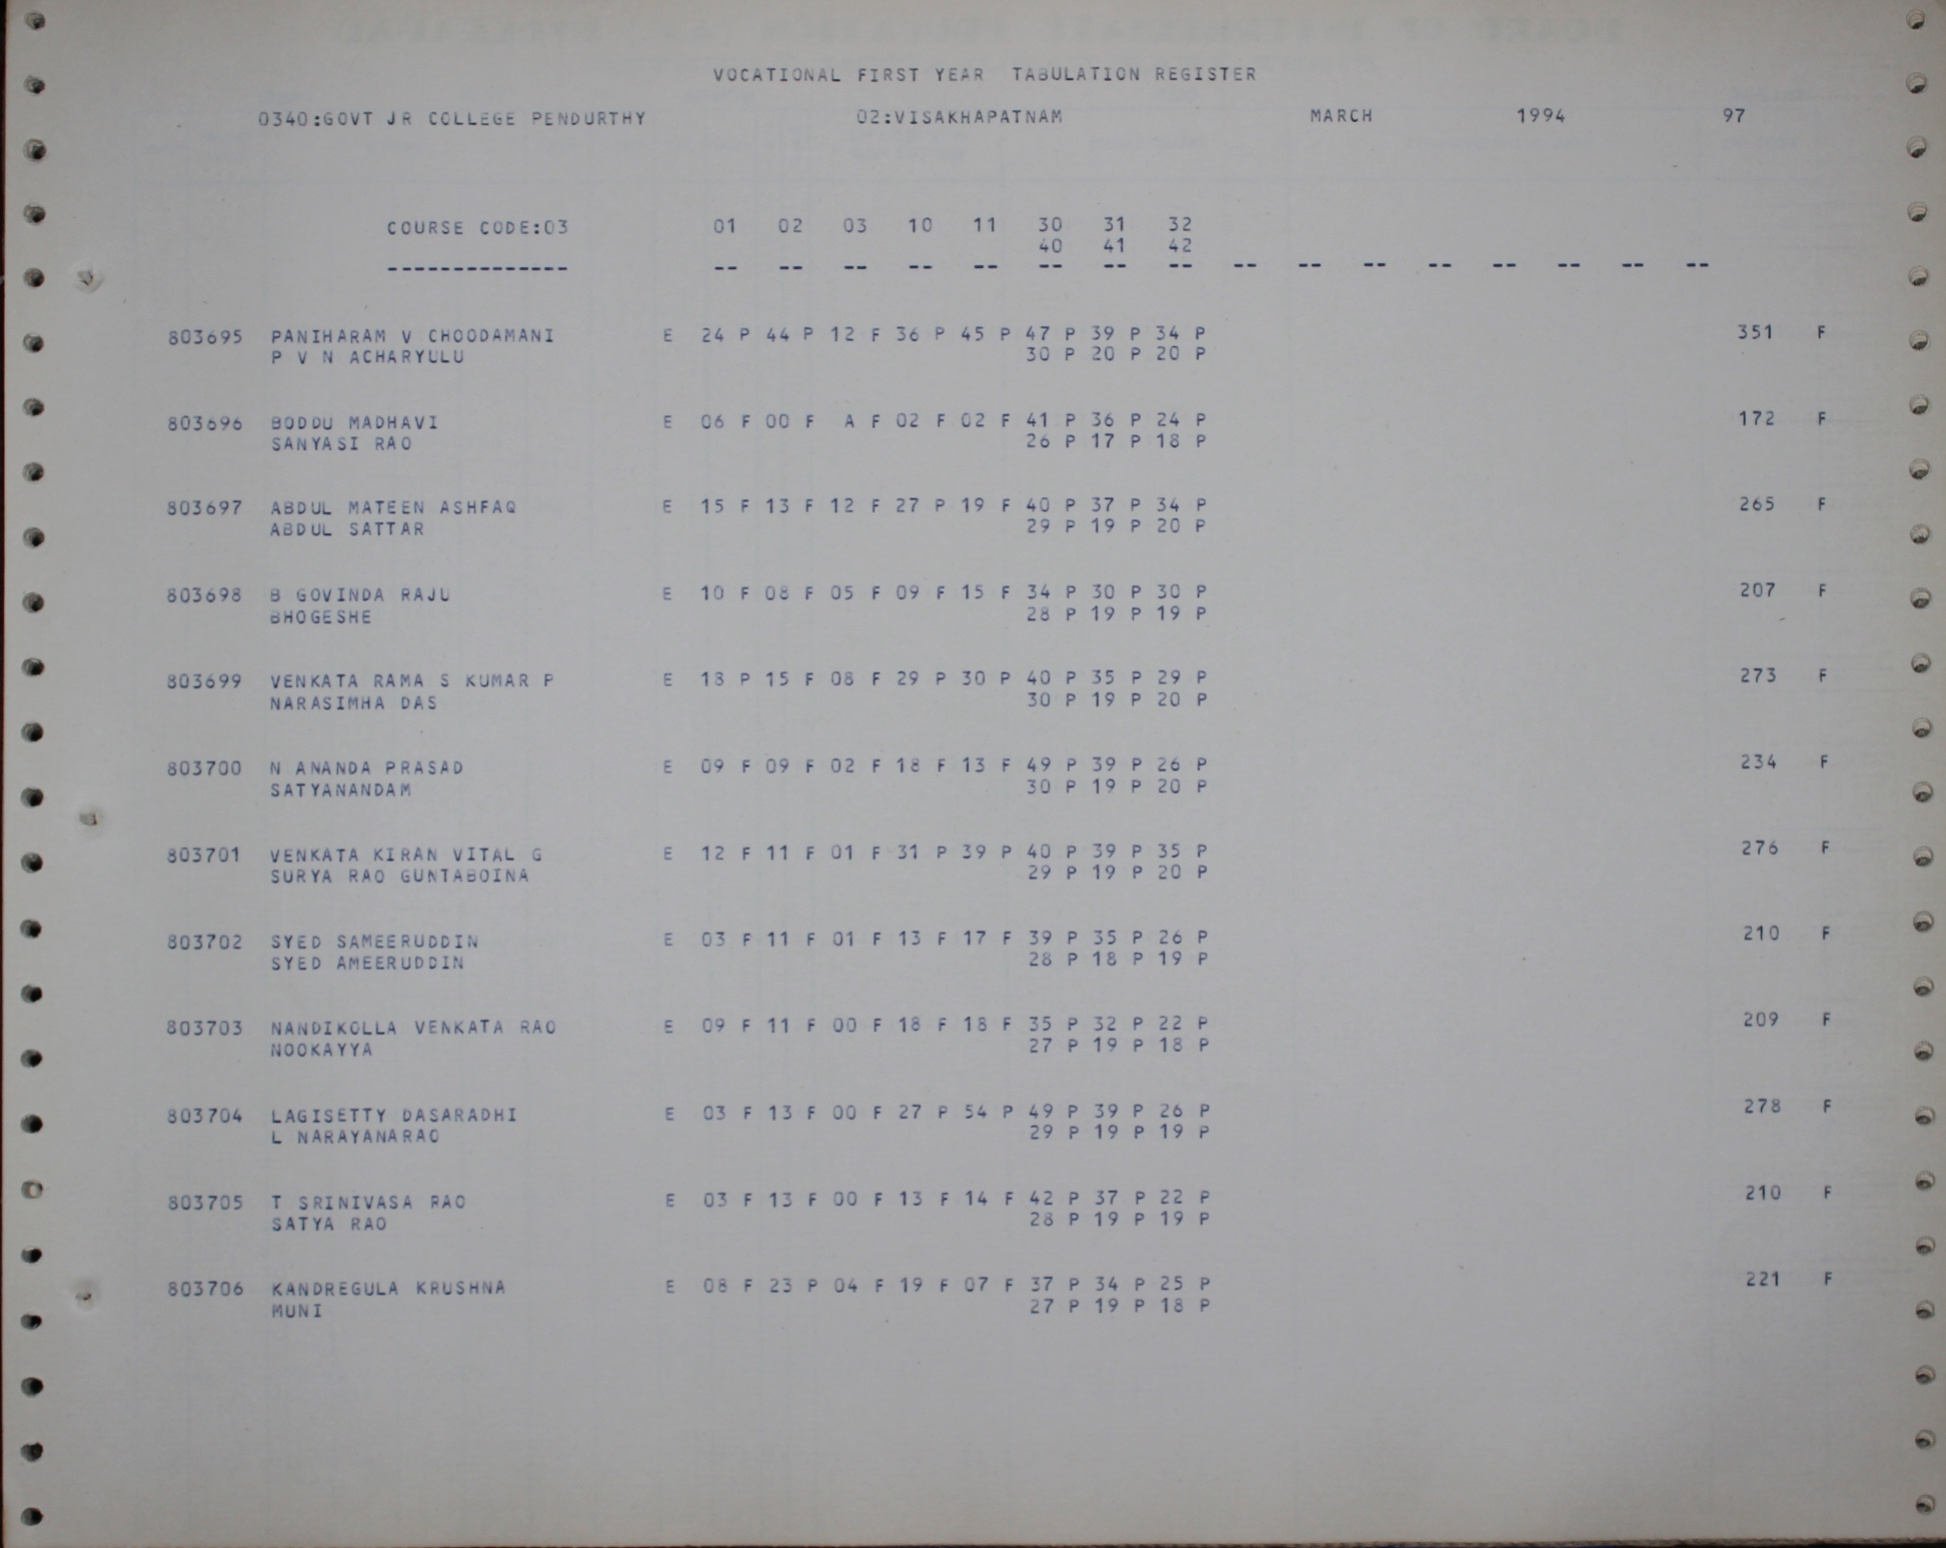 VOCATIONAL FIRST YEAR TABULATION REGISTER
0340:GOVT JR COLLEGE PENDURTHY 02:VISAKHAPATNAM MARCH 1994 97
COURSE CODE:03 01 02 03 10 11 30 31 32
40 41 42
-------------- -- -- -- -- -- -- -- -- -- -- -- -- -- -- -- --
803695 PANIHARAM V CHOODAMANI E 24 P 44 P 12 F 36 P 45 P 47 P 39 P 34 P 351 F
P V N ACHARYULU 30 P 20 P 20 P
803696 BODDU MADHAVI E 06 F 00 F A F 02 F 02 F 41 P 36 P 24 P 172 F
SANYASI RAO 26 P 17 P 18 P
803697 ABDUL MATEEN ASHFAQ E 15 F 13 F 12 F 27 P 19 F 40 P 37 P 34 P 265 F
ABDUL SATTAR 29 P 19 P 20 P
803698 B GOVINDA RAJU E 10 F 08 F 05 F 09 F 15 F 34 P 30 P 30 P 207 F
BHOGESHE 28 P 19 P 19 P
803699 VENKATA RAMA S KUMAR P E 18 P 15 F 08 F 29 P 30 P 40 P 35 P 29 P 273 F
NARASIMHA DAS 30 P 19 P 20 P
803700 N ANANDA PRASAD E 09 F 09 F 02 F 18 F 13 F 49 P 39 P 26 P 234 F
SATYANANDAM 30 P 19 P 20 P
803701 VENKATA KIRAN VITAL G E 12 F 11 F 01 F 31 P 39 P 40 P 39 P 35 P 276 F
SURYA RAO GUNTABOINA 29 P 19 P 20 P
803702 SYED SAMEERUDDIN E 03 F 11 F 01 F 13 F 17 F 39 P 35 P 26 P 210 F
SYED AMEERUDDIN 28 P 18 P 19 P
803703 NANDIKOLLA VENKATA RAO E 09 F 11 F 00 F 18 F 18 F 35 P 32 P 22 P 209 F
NOOKAYYA 27 P 19 P 18 P
803704 LAGISETTY DASARADHI E 03 F 13 F 00 F 27 P 54 P 49 P 39 P 26 P 278 F
L NARAYANARAO 29 P 19 P 19 P
803705 T SRINIVASA RAO E 03 F 13 F 00 F 13 F 14 F 42 P 37 P 22 P 210 F
SATYA RAO 28 P 19 P 19 P
803706 KANDREGULA KRUSHNA E 08 F 23 P 04 F 19 F 07 F 37 P 34 P 25 P 221 F
MUNI 27 P 19 P 18 P